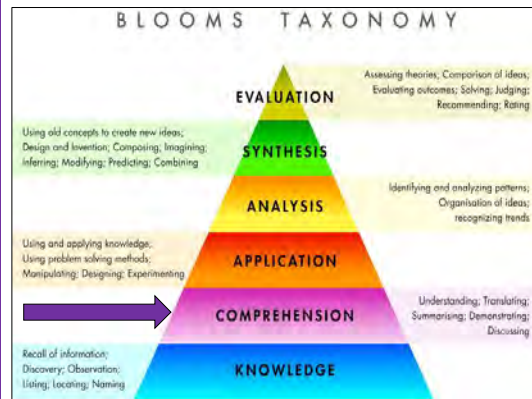 BLOOMS TAXONOMY
Assessing theories; Comparison of ideas;
Evaluating outcomes; Solving; Judging;
Recommending; Rating
EVALUATION
Using old concepts to create new ideas;
Design and Invention; Composing; Imagining;
Inferring; Modifying; Predicting; Combining
SYNTHESIS
Identifying and analyzing patterns;
Organisation of ideas;
recognizing trends
ANALYSIS
Using and applying knowledge;
Using problem solving methods;
Manipulating; Designing; Experimenting
APPLICATION
Understanding; Translating;
Summarising; Demonstrating;
Discussing
COMPREHENSION
Recall of information;
Discovery; Observation;
Listing; Locating; Naming
KNOWLEDGE